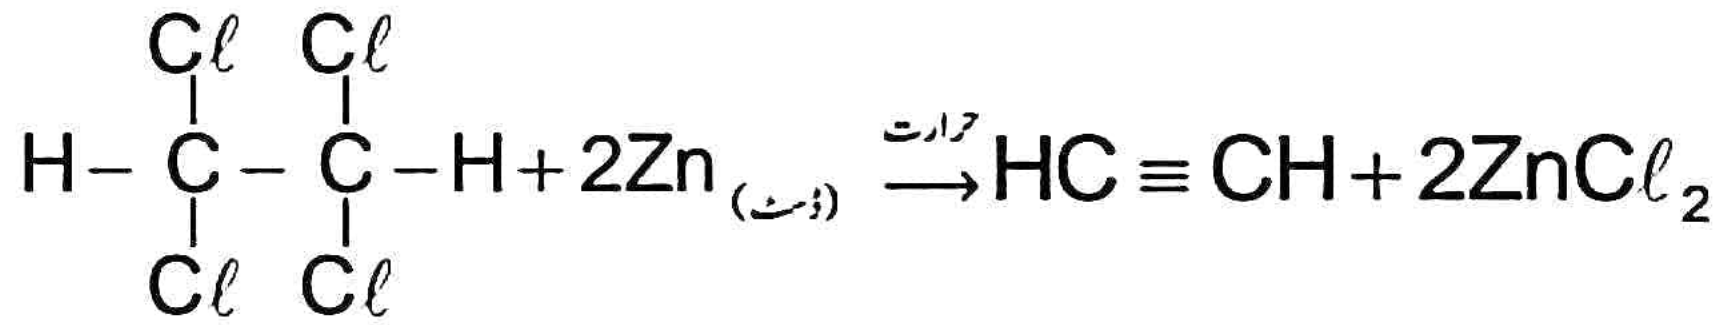 Cℓ Cℓ
حرارت
H – C – C – H + 2Zn (ڈسٹ) → HC ≡ CH + 2ZnCℓ₂
Cℓ Cℓ